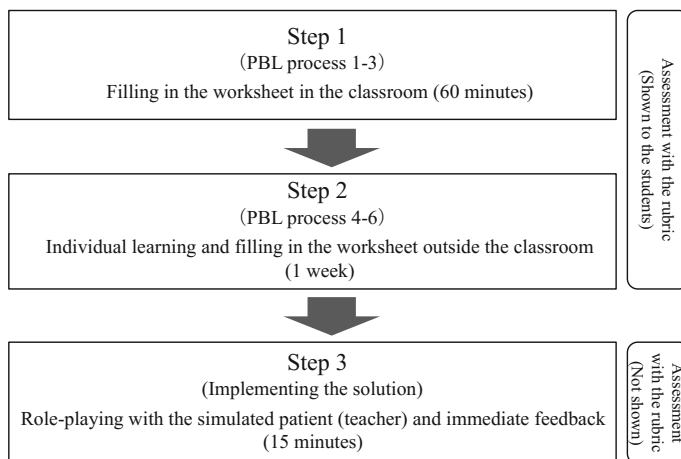 Step 1
（PBL process 1-3）
Filling in the worksheet in the classroom (60 minutes)
Step 2
（PBL process 4-6）
Individual learning and filling in the worksheet outside the classroom
(1 week)
Assessment with the rubric
(Shown to the students)
Step 3
(Implementing the solution)
Role-playing with the simulated patient (teacher) and immediate feedback
(15 minutes)
Assessment
with the rubric
(Not shown)